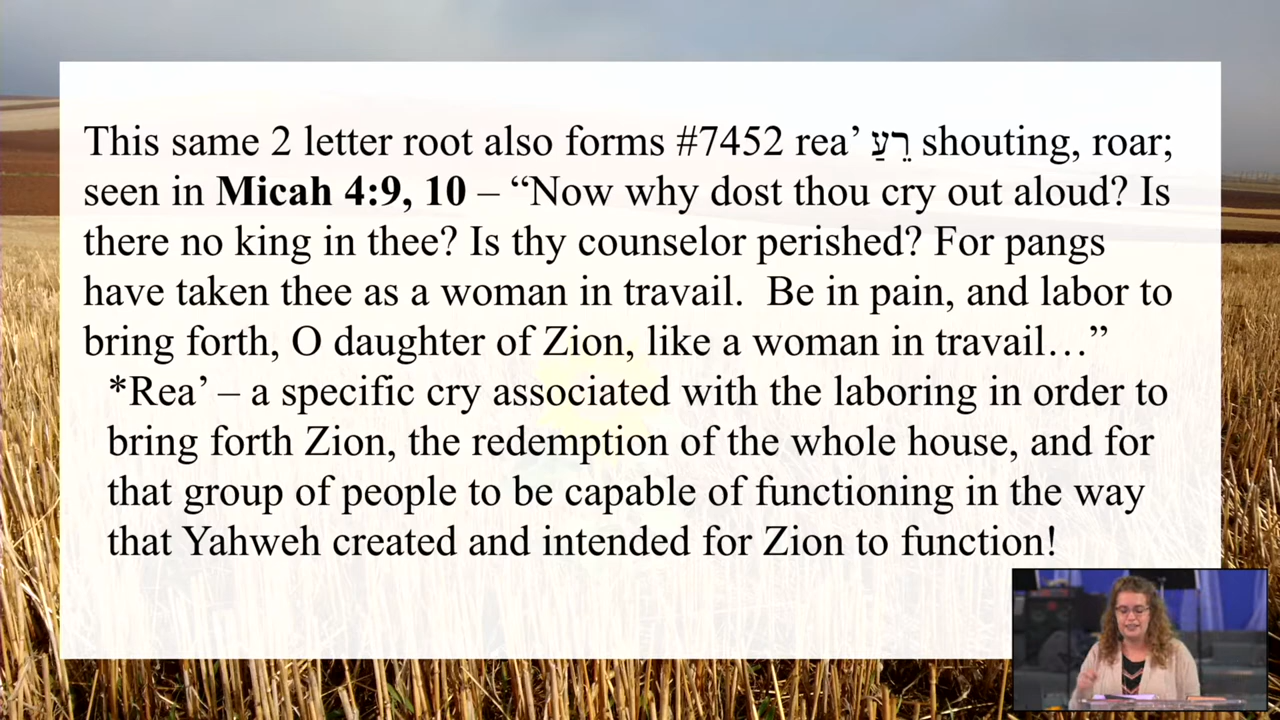 This same 2 letter root also forms #7452 rea’ רֵעַ shouting, roar;
seen in Micah 4:9, 10 – “Now why dost thou cry out aloud? Is
there no king in thee? Is thy counselor perished? For pangs
have taken thee as a woman in travail.  Be in pain, and labor to
bring forth, O daughter of Zion, like a woman in travail…”
*Rea’ – a specific cry associated with the laboring in order to
bring forth Zion, the redemption of the whole house, and for
that group of people to be capable of functioning in the way
that Yahweh created and intended for Zion to function!